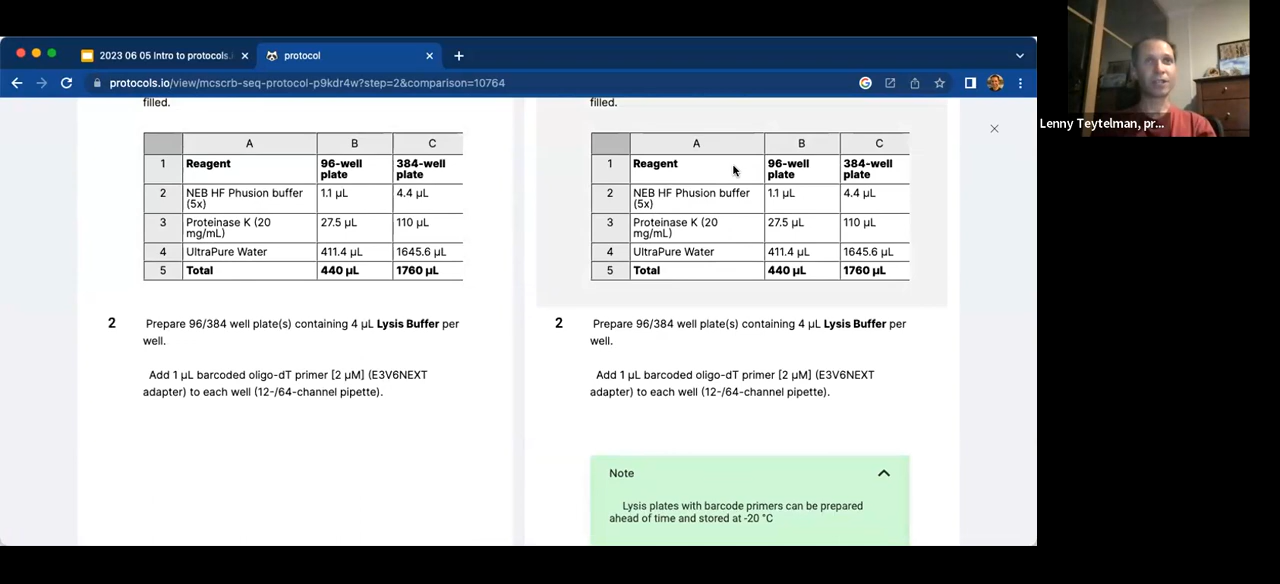 2023 06 05 Intro to protocols.
protocol
protocols.io/view/mcscrb-seq-protocol-p9kdr4w?step=2&comparison=10764
Lenny Teytelman, pr...
filled.
A B C
1 Reagent 96-well plate 384-well plate
2 NEB HF Phusion buffer (5x) 1.1 µL 4.4 µL
3 Proteinase K (20 mg/mL) 27.5 µL 110 µL
4 UltraPure Water 411.4 µL 1645.6 µL
5 Total 440 µL 1760 µL
2 Prepare 96/384 well plate(s) containing 4 µL Lysis Buffer per
well.
Add 1 µL barcoded oligo-dT primer [2 µM] (E3V6NEXT
adapter) to each well (12-/64-channel pipette).
filled.
A B C
1 Reagent 96-well plate 384-well plate
2 NEB HF Phusion buffer (5x) 1.1 µL 4.4 µL
3 Proteinase K (20 mg/mL) 27.5 µL 110 µL
4 UltraPure Water 411.4 µL 1645.6 µL
5 Total 440 µL 1760 µL
2 Prepare 96/384 well plate(s) containing 4 µL Lysis Buffer per
well.
Add 1 µL barcoded oligo-dT primer [2 µM] (E3V6NEXT
adapter) to each well (12-/64-channel pipette).
Note
Lysis plates with barcode primers can be prepared
ahead of time and stored at -20 °C